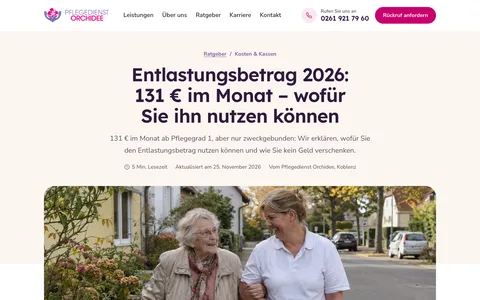 PFLEGEDIENST
ORCHIDEE
Leistungen Über uns Ratgeber Karriere Kontakt
Rufen Sie uns an
0261 921 79 60
Rückruf anfordern
Ratgeber / Kosten & Kassen
Entlastungsbetrag 2026:
131 € im Monat – wofür
Sie ihn nutzen können
131 € im Monat ab Pflegegrad 1, aber nur zweckgebunden: Wir erklären, wofür Sie
den Entlastungsbetrag nutzen können und wie Sie kein Geld verschenken.
5 Min. Lesezeit Aktualisiert am 25. November 2026 Vom Pflegedienst Orchidee, Koblenz